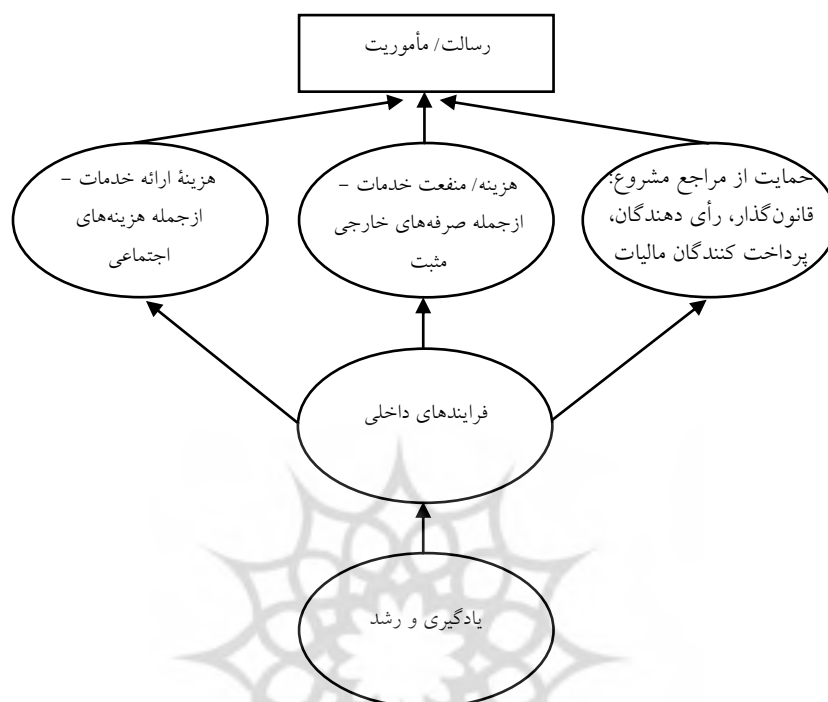 رسالت/ مأموریت
حمایت از مراجع مشروع:
قانون‌گذار، رأی دهندگان،
پرداخت کنندگان مالیات
هزینه/ منفعت خدمات –
ازجمله صرفه‌های خارجی
مثبت
هزینۀ ارائه خدمات –
ازجمله هزینه‌های
اجتماعی
فرایندهای داخلی
یادگیری و رشد